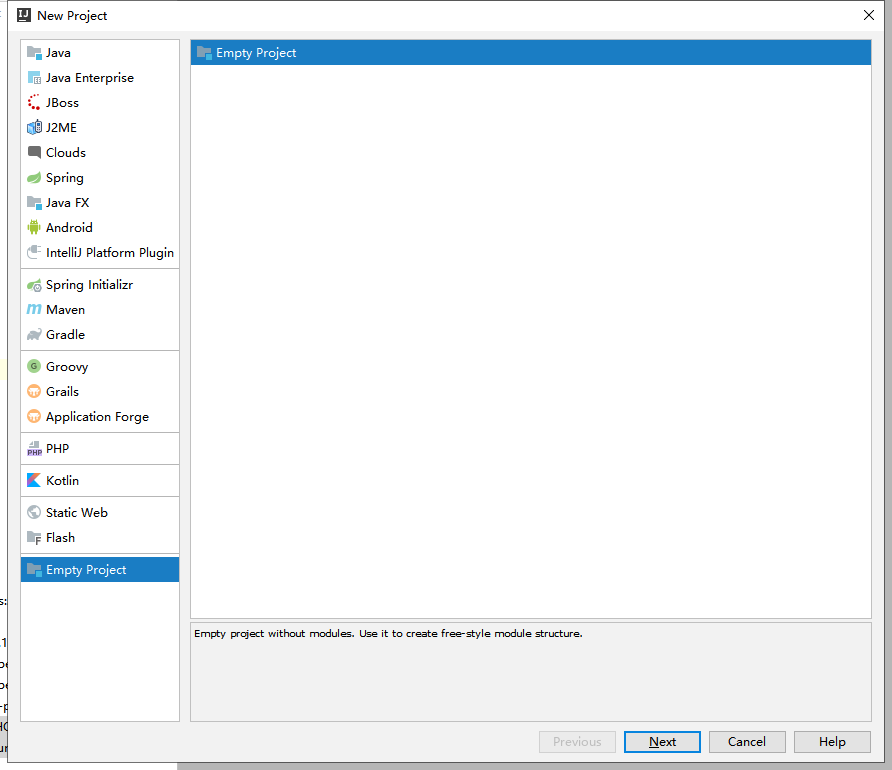 New Project
Java
Java Enterprise
JBoss
J2ME
Clouds
Spring
Java FX
Android
IntelliJ Platform Plugin
Spring Initializr
Maven
Gradle
Groovy
Grails
Application Forge
PHP
Kotlin
Static Web
Flash
Empty Project
Empty Project
Empty project without modules. Use it to create free-style module structure.
Previous
Next
Cancel
Help